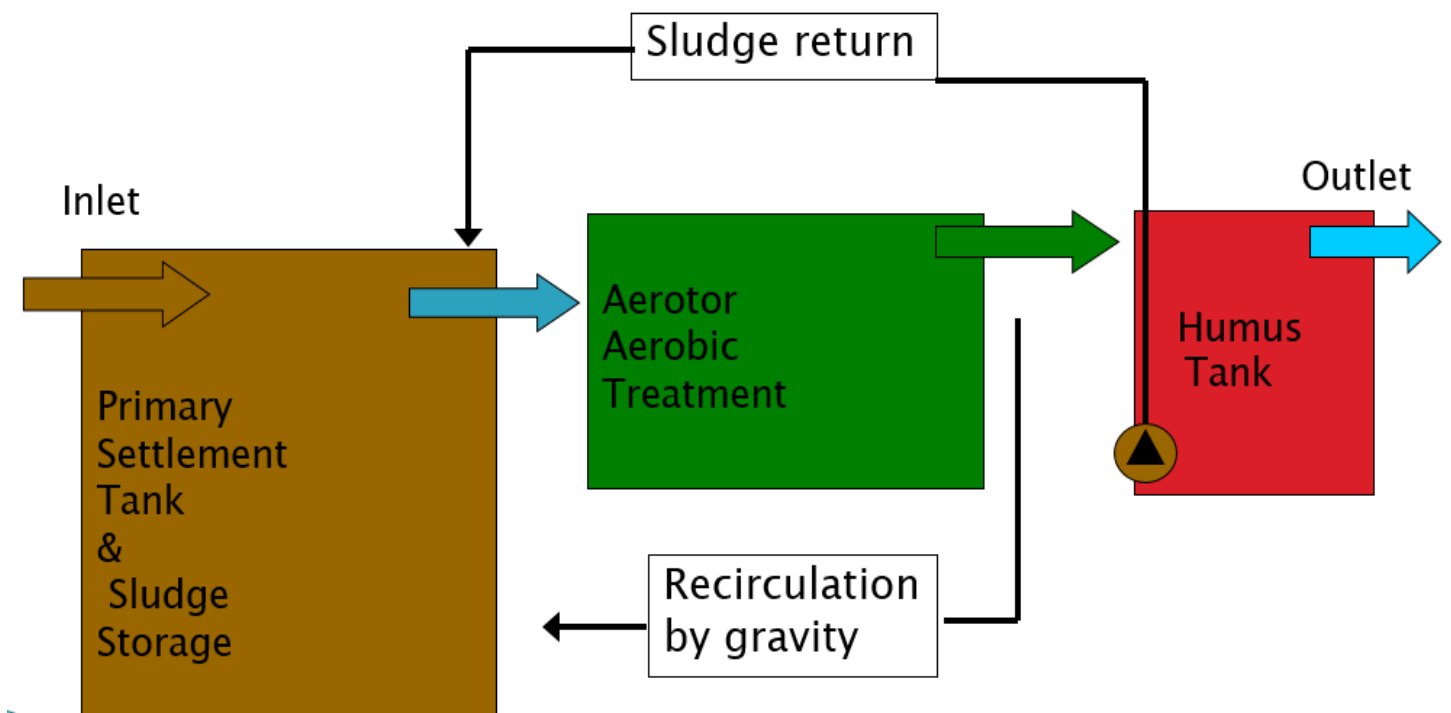 Sludge return
Inlet
Outlet
Aerotor
Aerobic
Treatment
Humus
Tank
Primary
Settlement
Tank
&
Sludge
Storage
Recirculation
by gravity